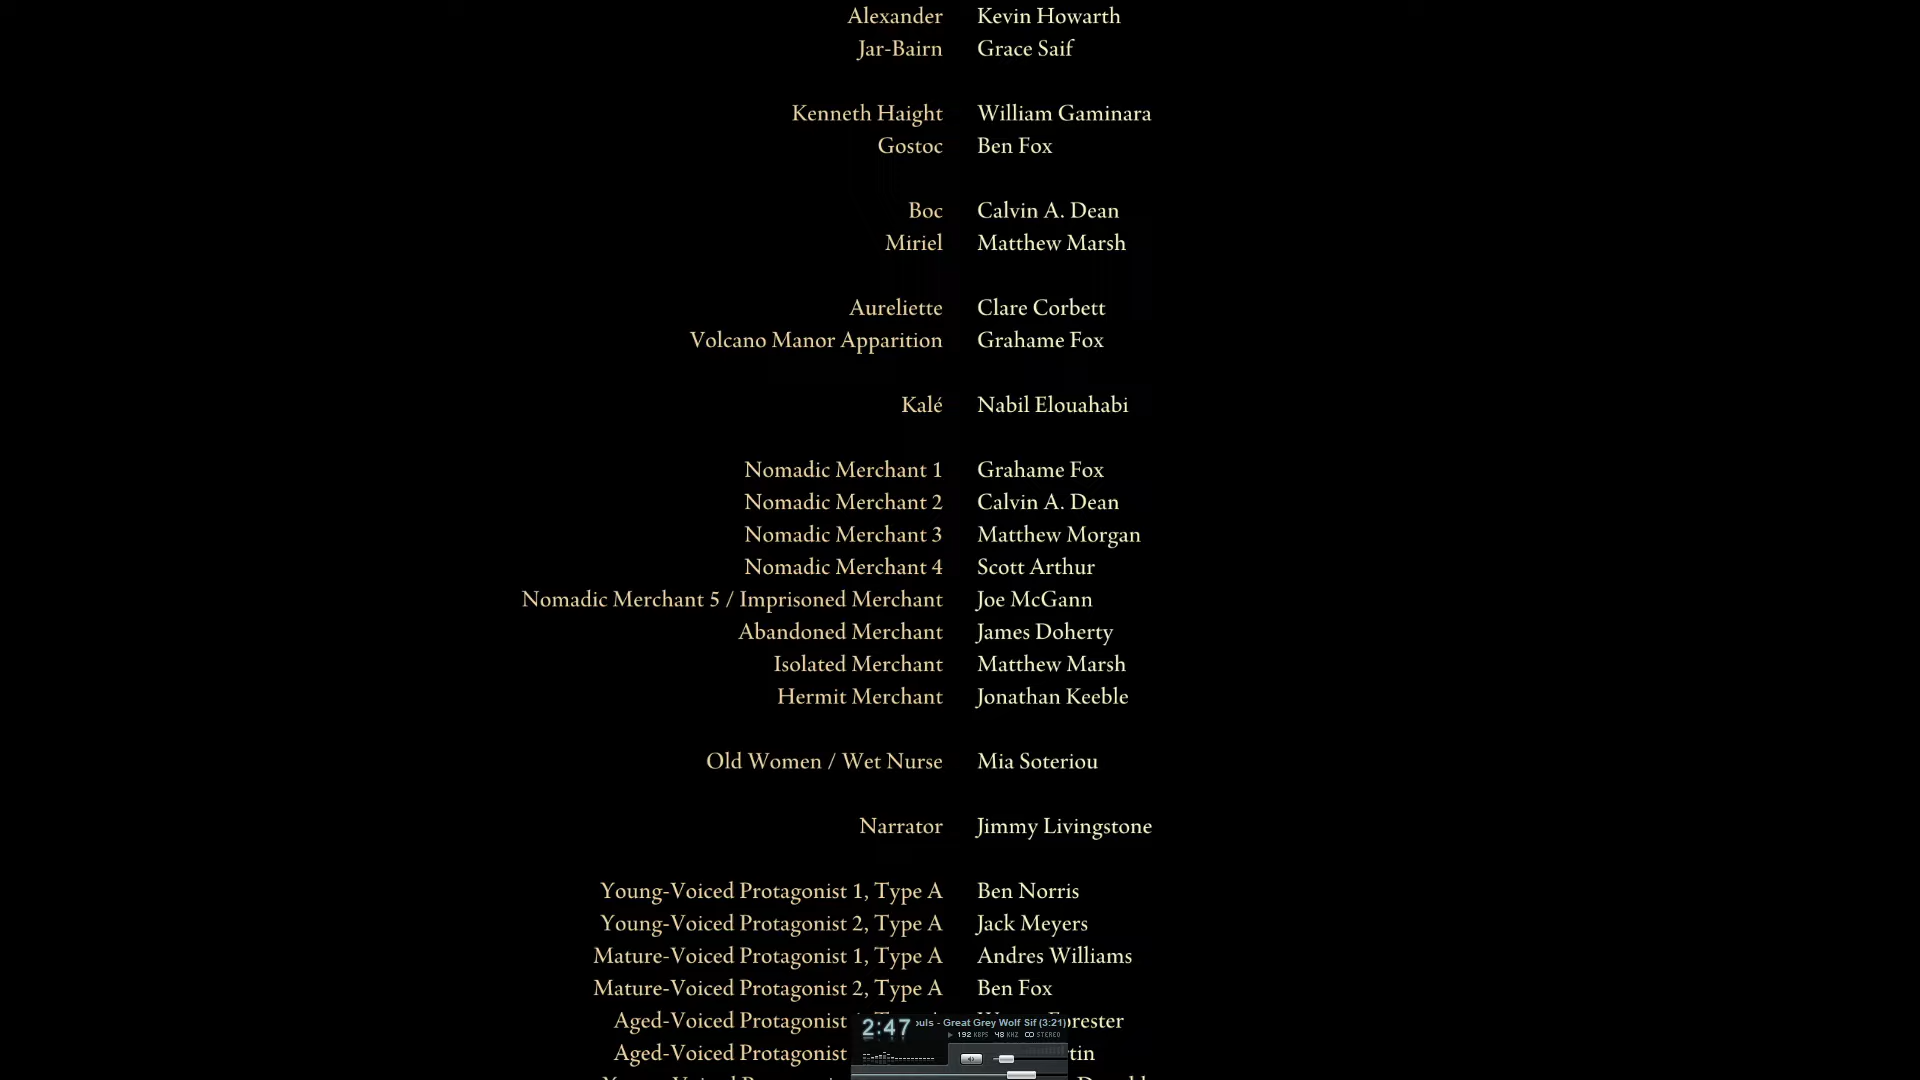 Alexander Kevin Howarth
Jar-Bairn Grace Saif
Kenneth Haight William Gaminara
Gostoc Ben Fox
Boc Calvin A. Dean
Miriel Matthew Marsh
Aureliette Clare Corbett
Volcano Manor Apparition Grahame Fox
Kalé Nabil Elouahabi
Nomadic Merchant 1 Grahame Fox
Nomadic Merchant 2 Calvin A. Dean
Nomadic Merchant 3 Matthew Morgan
Nomadic Merchant 4 Scott Arthur
Nomadic Merchant 5 / Imprisoned Merchant Joe McGann
Abandoned Merchant James Doherty
Isolated Merchant Matthew Marsh
Hermit Merchant Jonathan Keeble
Old Women / Wet Nurse Mia Soteriou
Narrator Jimmy Livingstone
Young-Voiced Protagonist 1, Type A Ben Norris
Young-Voiced Protagonist 2, Type A Jack Meyers
Mature-Voiced Protagonist 1, Type A Andres Williams
Mature-Voiced Protagonist 2, Type A Ben Fox
Aged-Voiced Protagonist
Aged-Voiced Protagonist
2:47 ouls - Great Grey Wolf Sif (3:21)
192 KBPS 48 KHZ STEREO